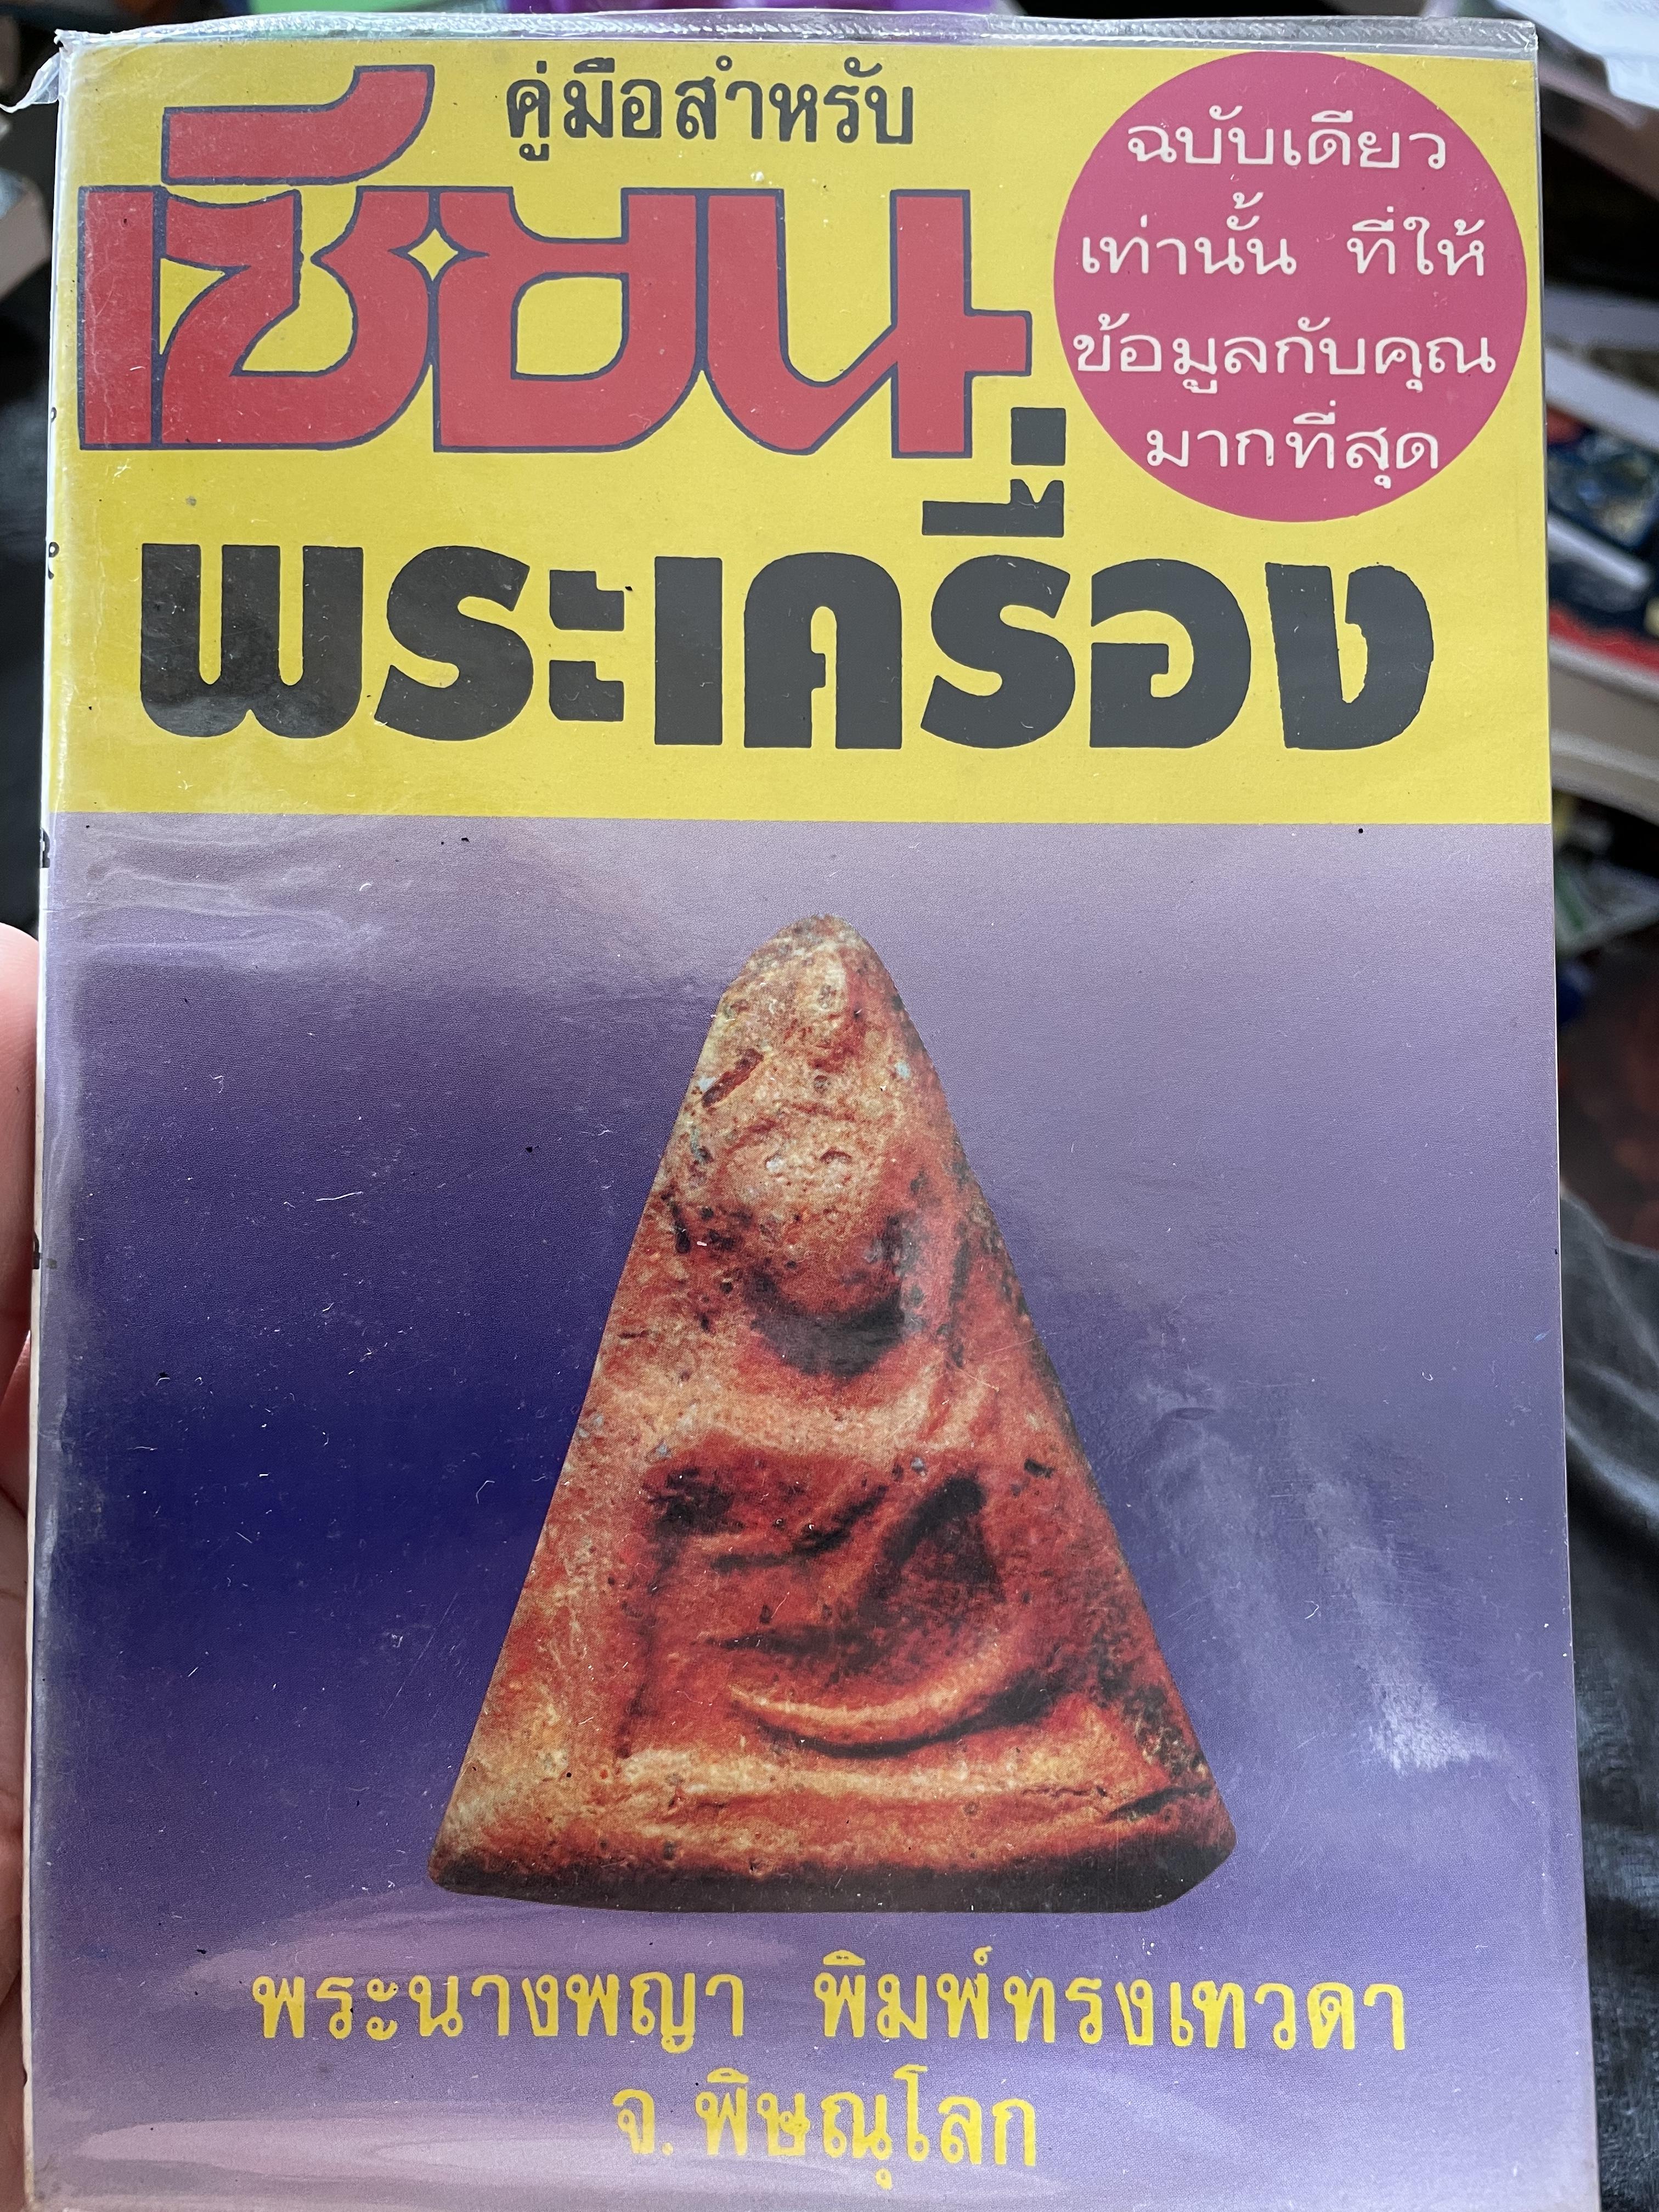 คู่มือสำหรับ
เซียน
พระเครื่อง
ฉบับเดียว
เท่านั้น ที่ให้
ข้อมูลกับคุณ
มากที่สุด
พระนางพญา พิมพ์ทรงเทวดา
จ. พิษณุโลก